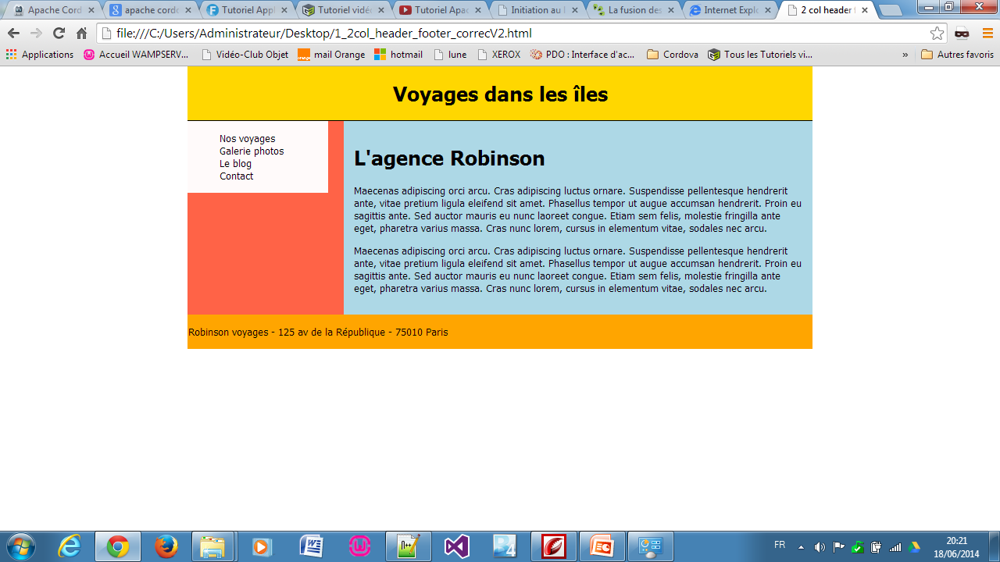 Apache Cord
apache cordo
Tutoriel Appl
Tutoriel vidéo
Tutoriel Apac
Initiation au l
La fusion des
Internet Explo
2 col header f
file:///C:/Users/Administrateur/Desktop/1_2col_header_footer_correcV2.html
Applications
Accueil WAMPSERV...
Vidéo-Club Objet
mail Orange
hotmail
lune
XEROX
PDO : Interface d'ac...
Cordova
Tous les Tutoriels vi...
»
Autres favoris
Voyages dans les îles
Nos voyages
Galerie photos
Le blog
Contact
L'agence Robinson
Maecenas adipiscing orci arcu. Cras adipiscing luctus ornare. Suspendisse pellentesque hendrerit
ante, vitae pretium ligula eleifend sit amet. Phasellus tempor ut augue accumsan hendrerit. Proin eu
sagittis ante. Sed auctor mauris eu nunc laoreet congue. Etiam sem felis, molestie fringilla ante
eget, pharetra varius massa. Cras nunc lorem, cursus in elementum vitae, sodales nec arcu.
Maecenas adipiscing orci arcu. Cras adipiscing luctus ornare. Suspendisse pellentesque hendrerit
ante, vitae pretium ligula eleifend sit amet. Phasellus tempor ut augue accumsan hendrerit. Proin eu
sagittis ante. Sed auctor mauris eu nunc laoreet congue. Etiam sem felis, molestie fringilla ante
eget, pharetra varius massa. Cras nunc lorem, cursus in elementum vitae, sodales nec arcu.
Robinson voyages - 125 av de la République - 75010 Paris
FR
20:21
18/06/2014